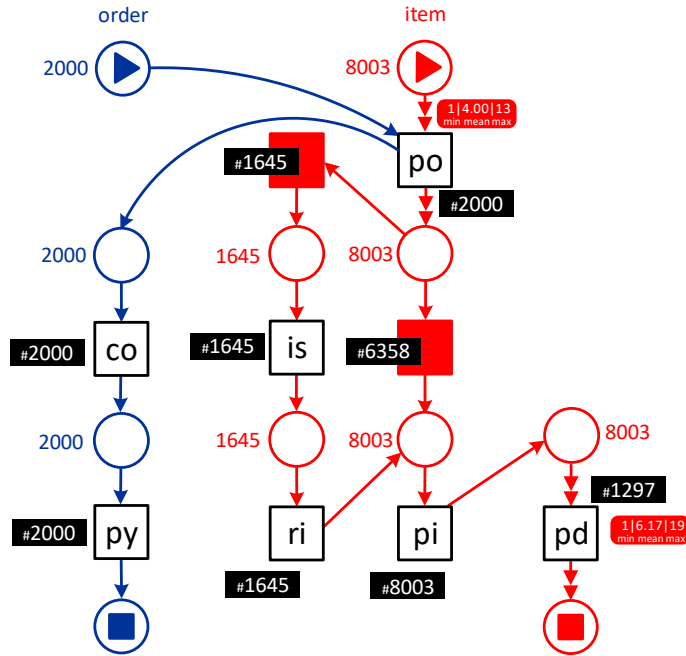 order
item
2000
8003
1|4.00|13
min mean max
#1645
po
#2000
2000
1645
8003
#2000
co
#1645
is
#6358
2000
1645
8003
8003
#1297
#2000
py
ri
pi
pd
1|6.17|19
min mean max
#1645
#8003